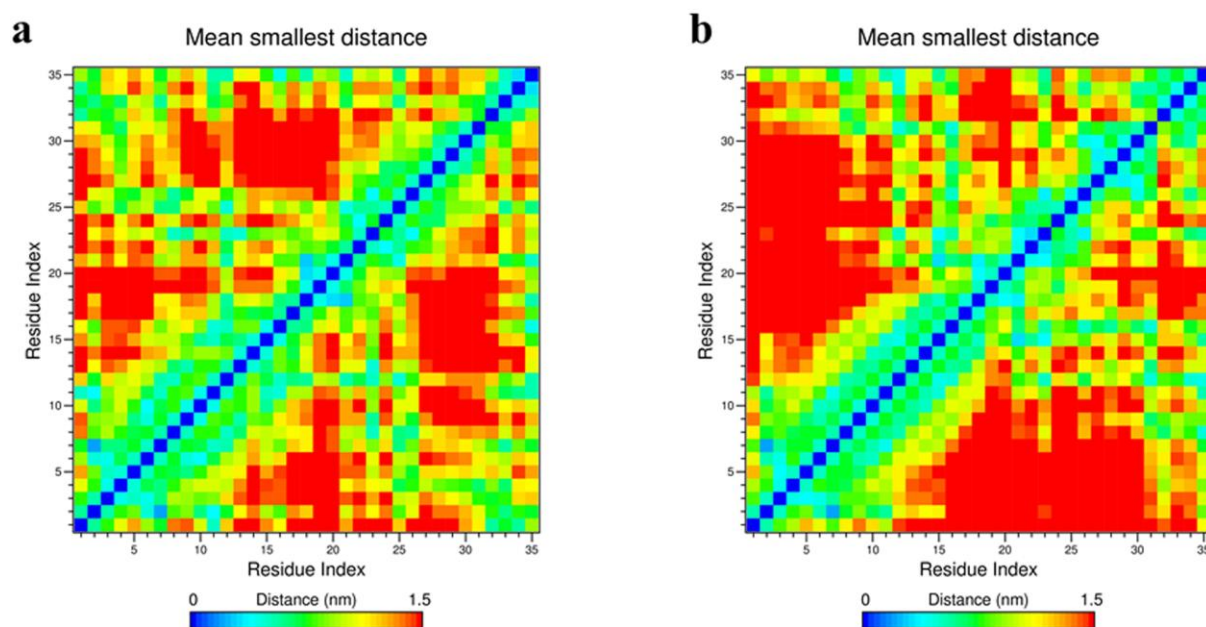 a
Mean smallest distance
35
30
25
20
15
10
5
Residue Index
5 10 15 20 25 30 35
Residue Index
0 Distance (nm) 1.5
b
Mean smallest distance
35
30
25
20
15
10
5
Residue Index
5 10 15 20 25 30 35
Residue Index
0 Distance (nm) 1.5